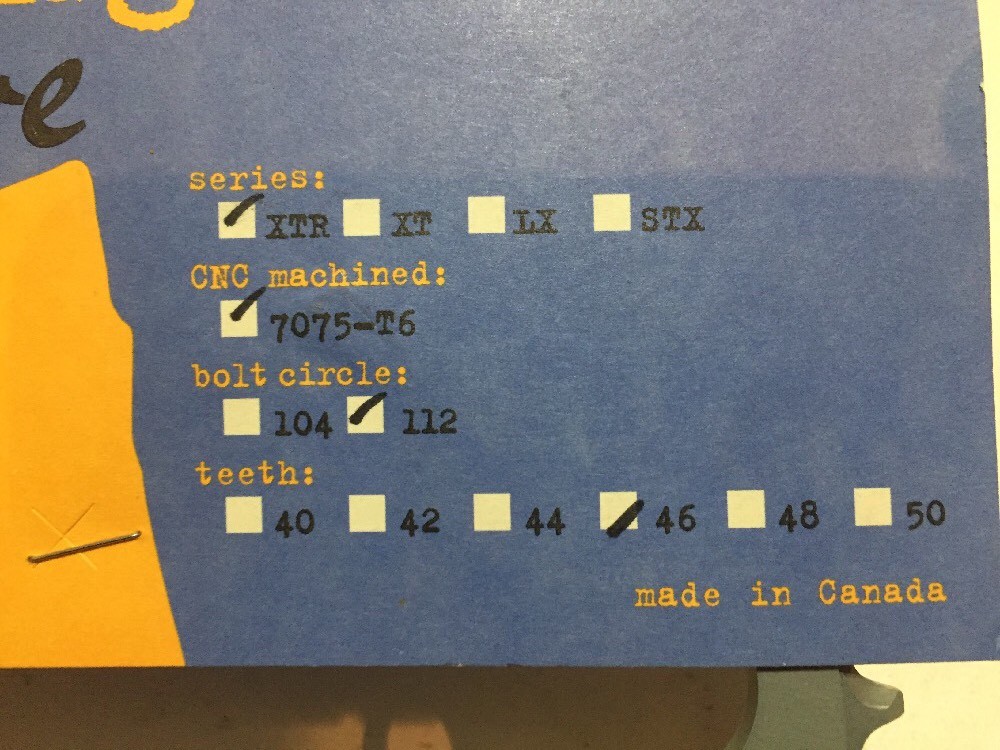 series:
XTR XT LX STX
CNC machined:
7075-T6
bolt circle:
104 112
teeth:
40 42 44 46 48 50
made in Canada